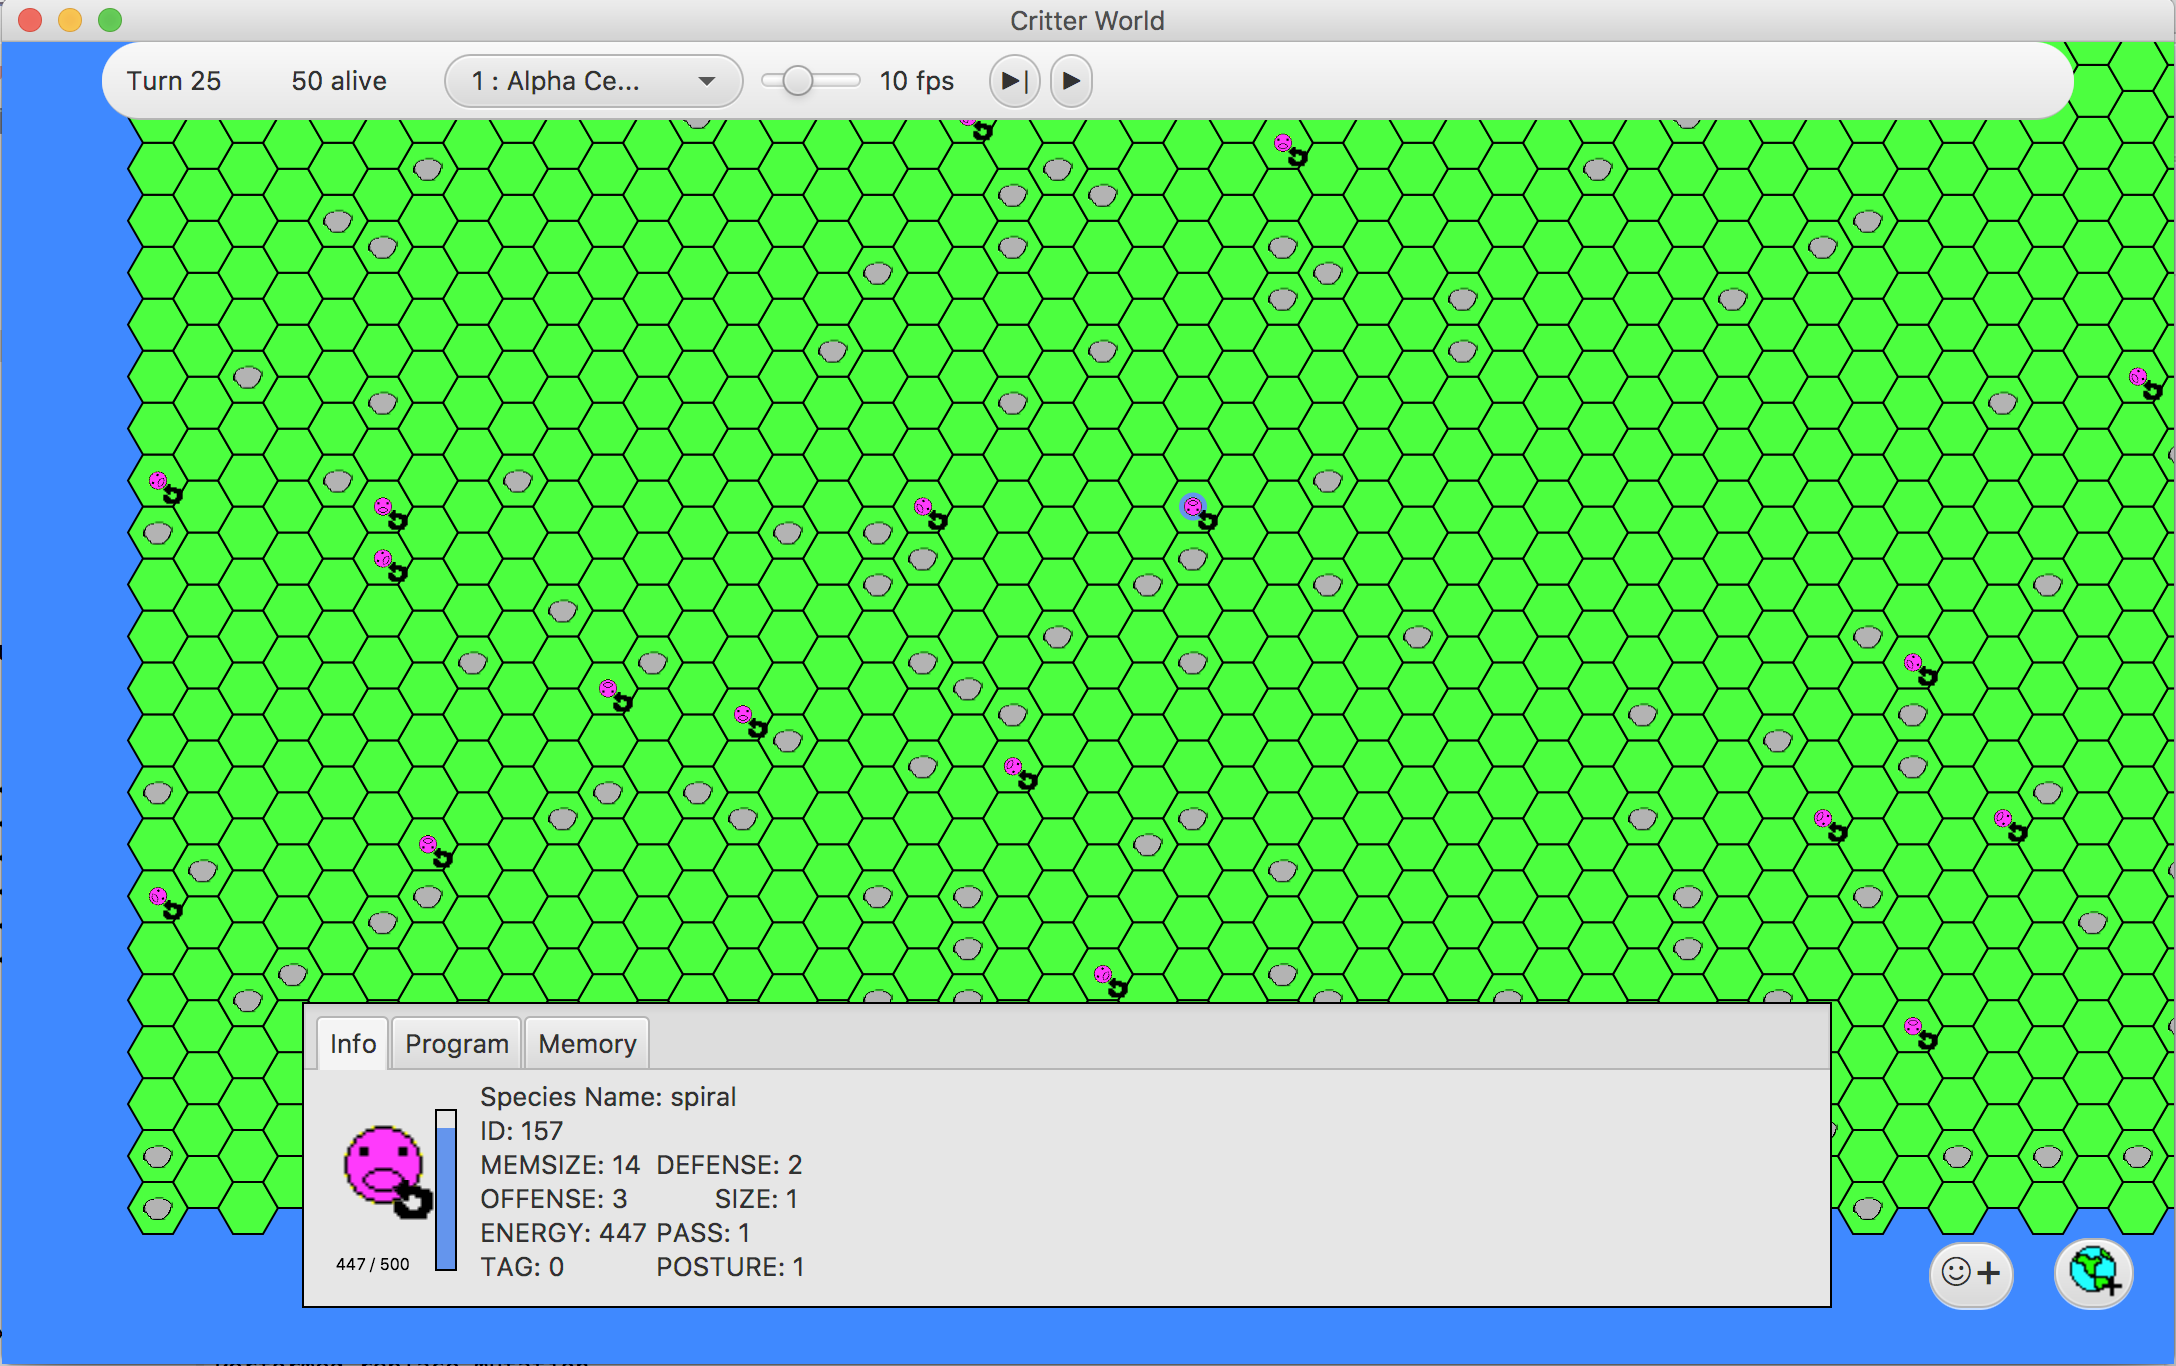 Critter World
Turn 25 50 alive 1 : Alpha Ce... 10 fps
Info Program Memory
Species Name: spiral
ID: 157
MEMSIZE: 14 DEFENSE: 2
OFFENSE: 3 SIZE: 1
ENERGY: 447 PASS: 1
TAG: 0 POSTURE: 1
447 / 500